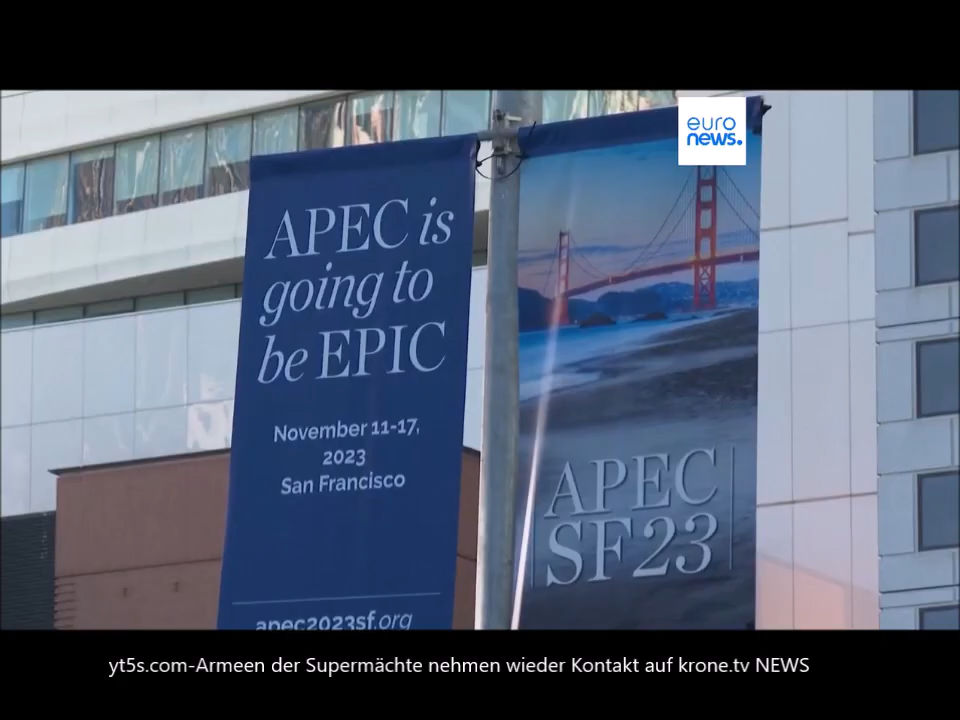 euro
news.
APEC is
going to
be EPIC
November 11-17,
2023
San Francisco
apec2023sf.org
APEC
SF23
yt5s.com-Armeen der Supermächte nehmen wieder Kontakt auf krone.tv NEWS